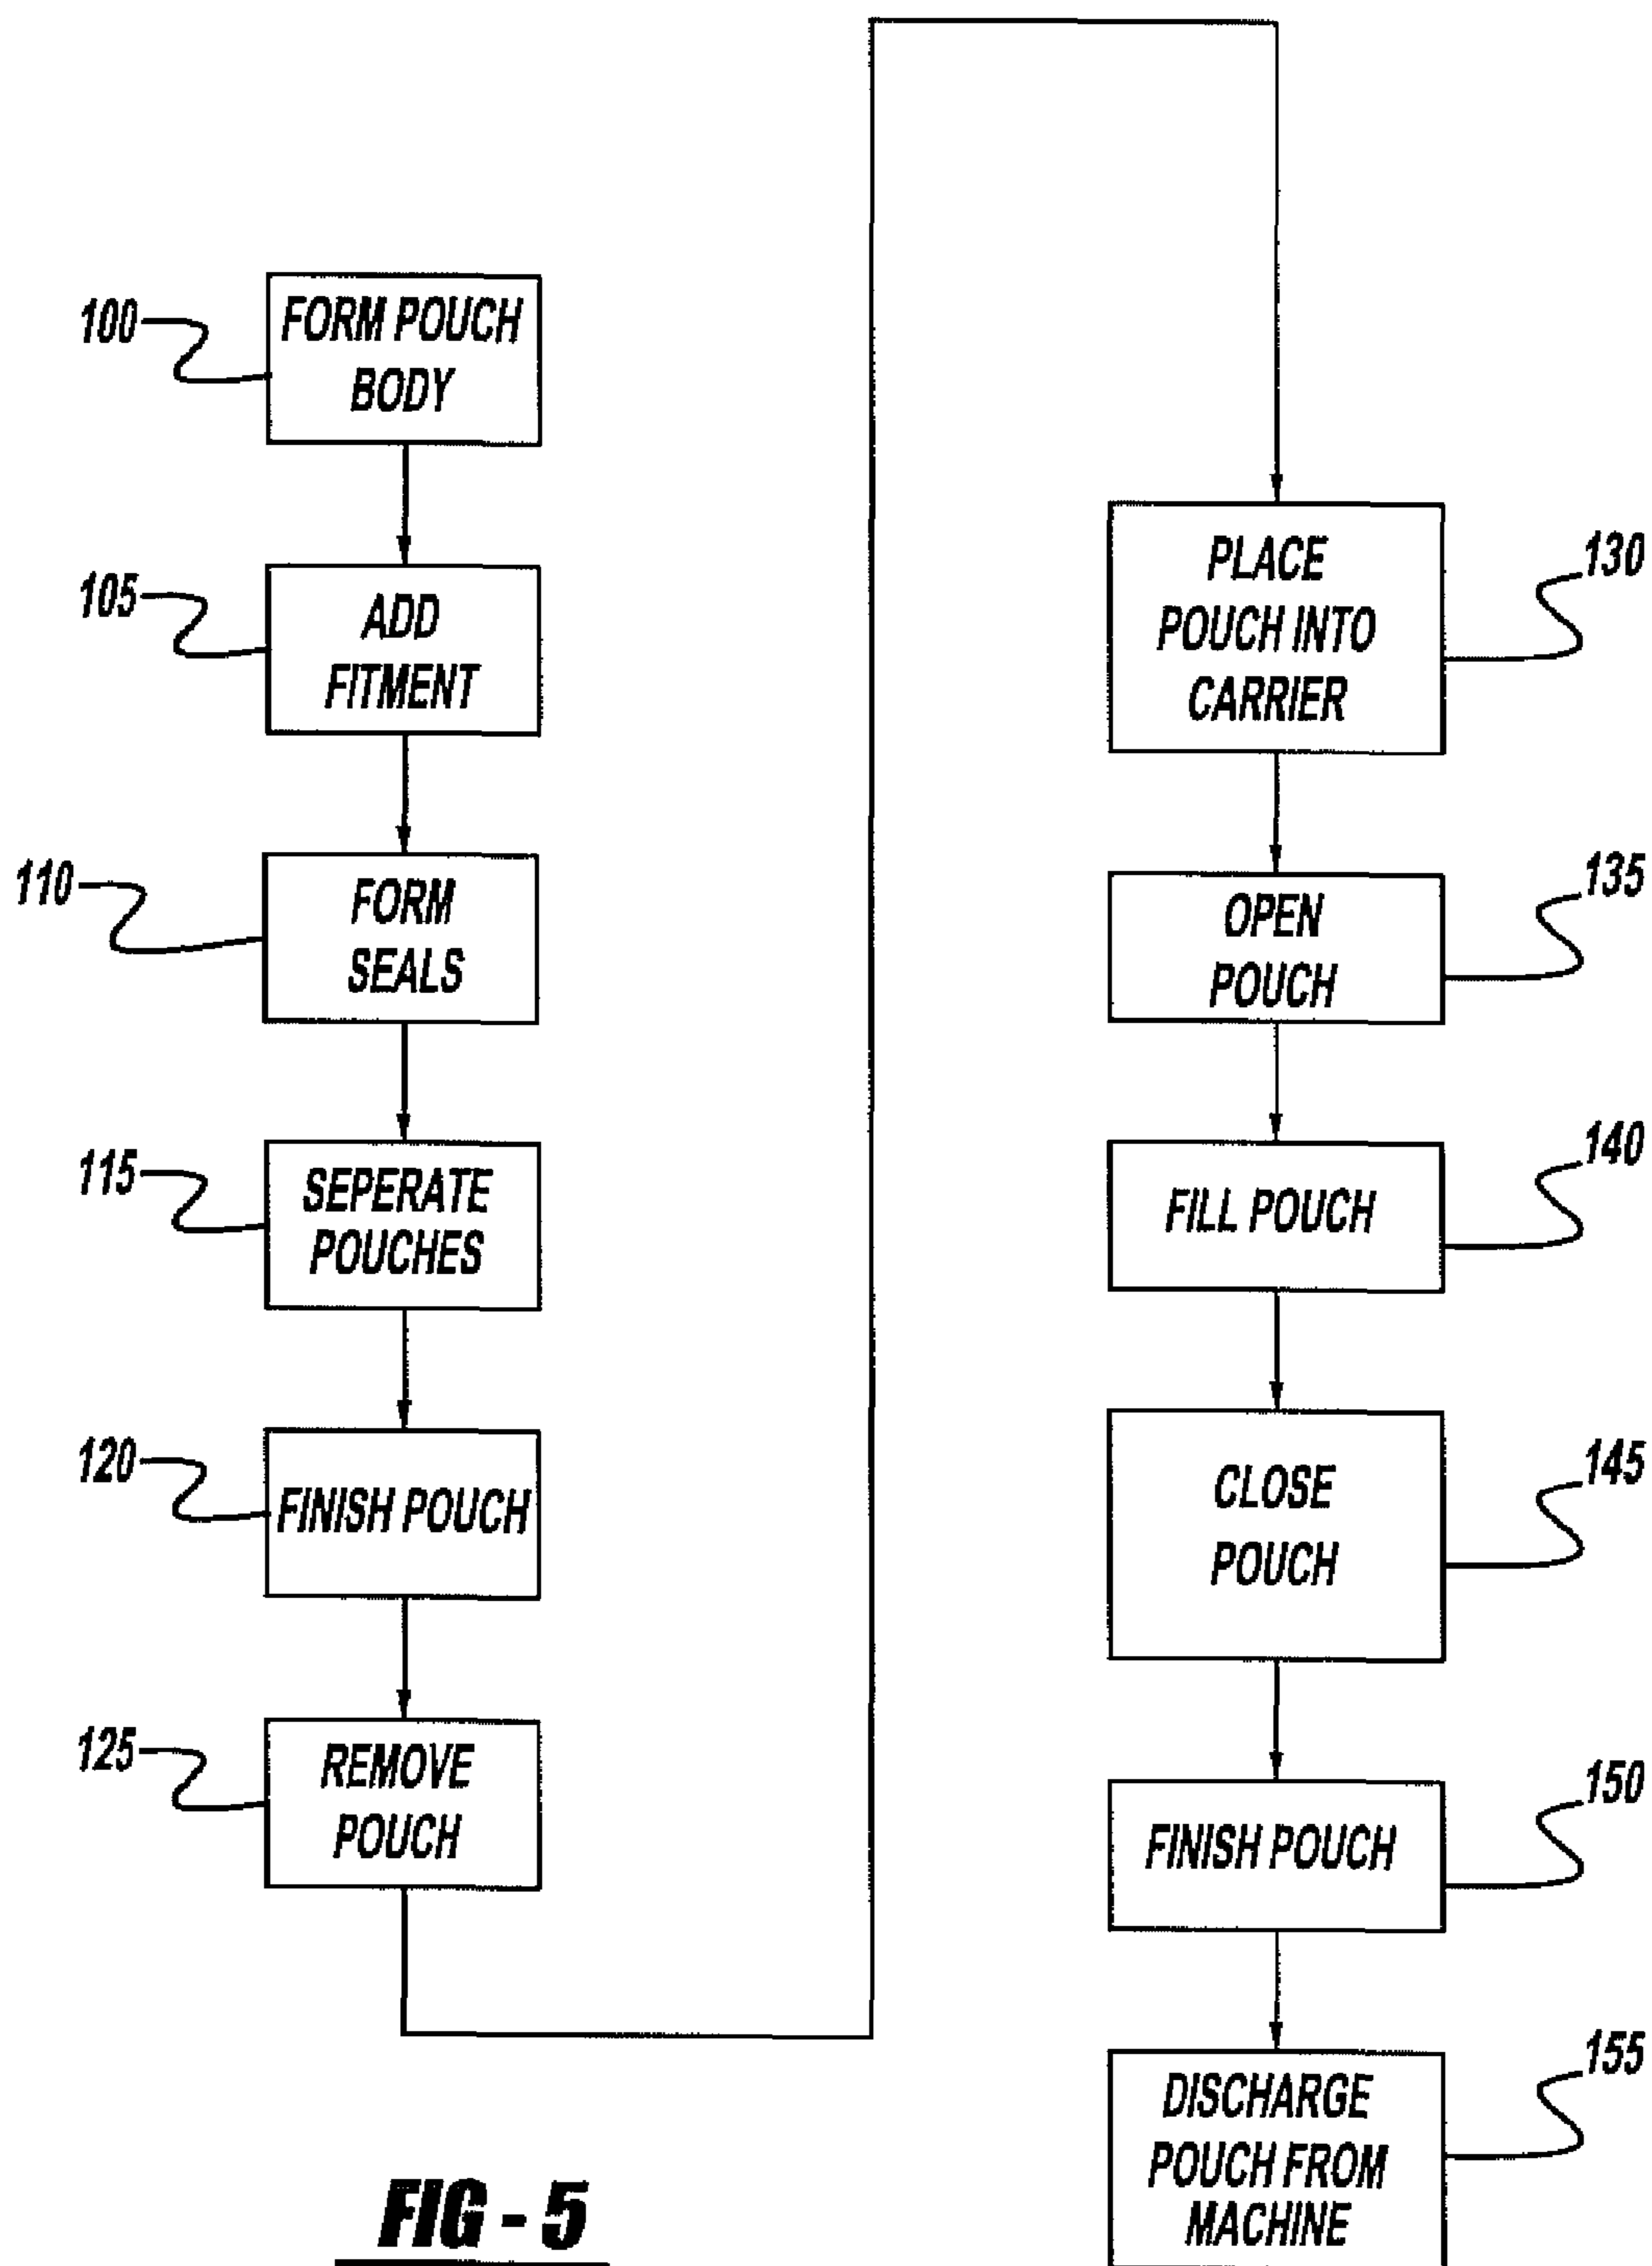 100
FORM POUCH
BODY
105
ADD
FITMENT
110
FORM
SEALS
115
SEPERATE
POUCHES
120
FINISH POUCH
125
REMOVE
POUCH
130
PLACE
POUCH INTO
CARRIER
135
OPEN
POUCH
140
FILL POUCH
145
CLOSE
POUCH
150
FINISH POUCH
155
DISCHARGE
POUCH FROM
MACHINE
FIG - 5